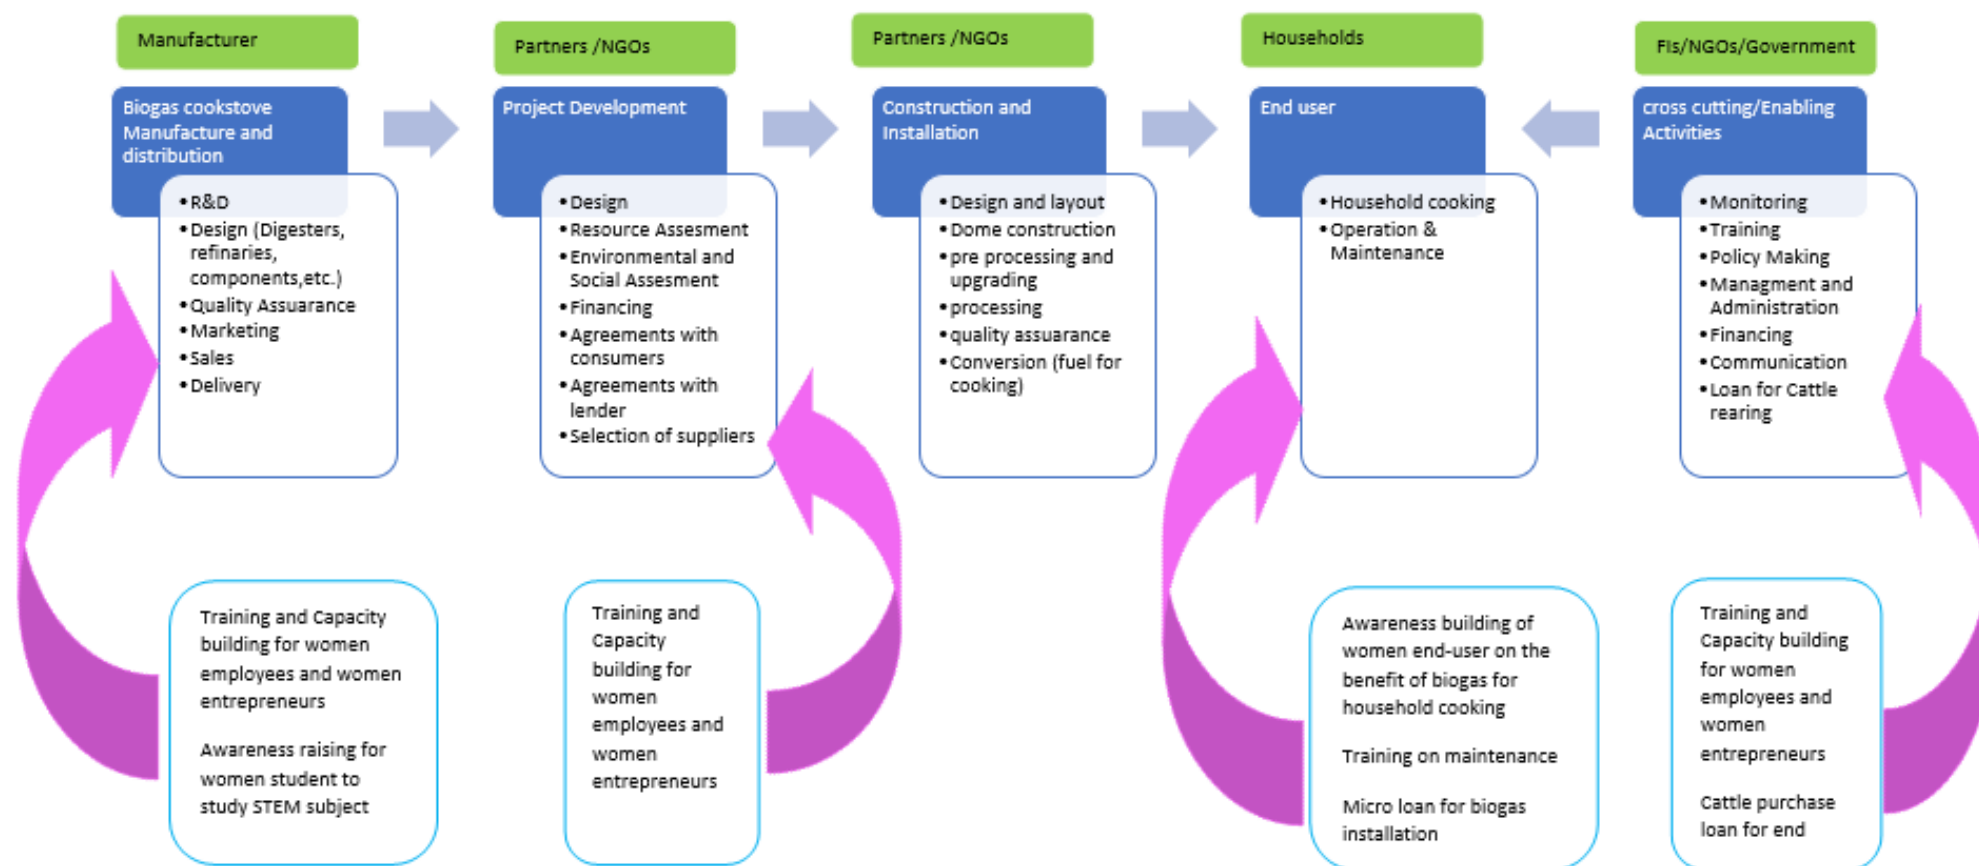 Manufacturer
Partners /NGOs
Partners /NGOs
Households
FIs/NGOs/Government
Biogas cookstove
Manufacture and
distribution
•R&D
•Design (Digesters,
refinaries,
components,etc.)
•Quality Assuarance
•Marketing
•Sales
•Delivery
Project Development
•Design
•Resource Assesment
•Environmental and
Social Assesment
•Financing
•Agreements with
consumers
•Agreements with
lender
•Selection of suppliers
Construction and
Installation
•Design and layout
•Dome construction
•pre processing and
upgrading
•processing
•quality assuarance
•Conversion (fuel for
cooking)
End user
•Household cooking
•Operation &
Maintenance
cross cutting/Enabling
Activities
•Monitoring
•Training
•Policy Making
•Managment and
Administration
•Financing
•Communication
•Loan for Cattle
rearing
Training and Capacity
building for women
employees and women
entrepreneurs
Awareness raising for
women student to
study STEM subject
Training and
Capacity
building for
women
employees and
women
entrepreneurs
Awareness building of
women end-user on the
benefit of biogas for
household cooking
Training on maintenance
Micro loan for biogas
installation
Training and
Capacity building
for women
employees and
women
entrepreneurs
Cattle purchase
loan for end